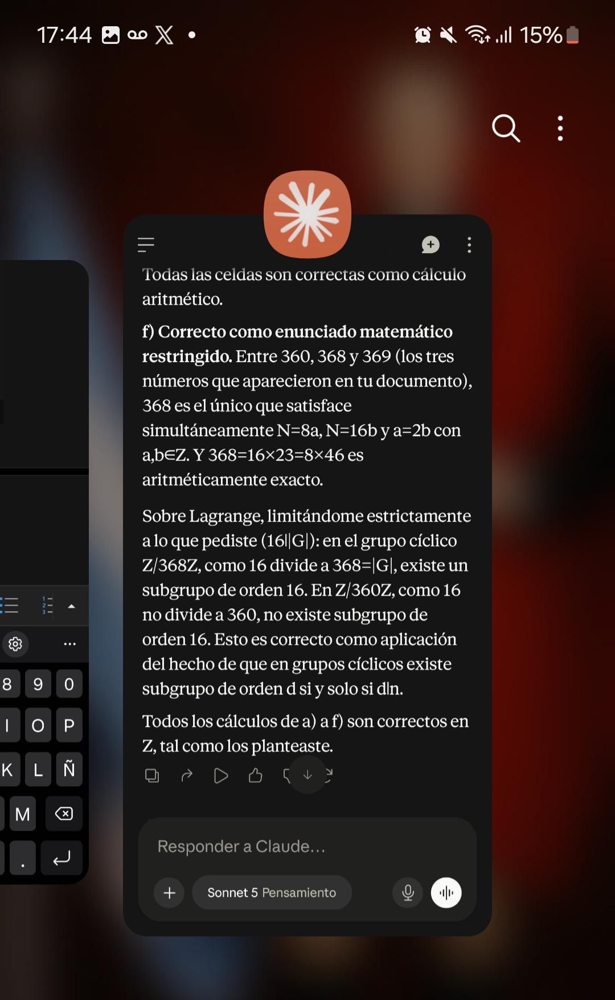 17:44
15%
Todas las celdas son correctas como cálculo
aritmético.
f) Correcto como enunciado matemático
restringido. Entre 360, 368 y 369 (los tres
números que aparecieron en tu documento),
368 es el único que satisface
simultáneamente N=8a, N=16b y a=2b con
a,b∈Z. Y 368=16×23=8×46 es
aritméticamente exacto.
Sobre Lagrange, limitándome estrictamente
a lo que pediste (16||G|): en el grupo cíclico
Z/368Z, como 16 divide a 368=|G|, existe un
subgrupo de orden 16. En Z/360Z, como 16
no divide a 360, no existe subgrupo de
orden 16. Esto es correcto como aplicación
del hecho de que en grupos cíclicos existe
subgrupo de orden d si y solo si d|n.
Todos los cálculos de a) a f) son correctos en
Z, tal como los planteaste.
Responder a Claude...
Sonnet 5 Pensamiento
1
2
3
8 9 0
I O P
K L Ñ
M
.